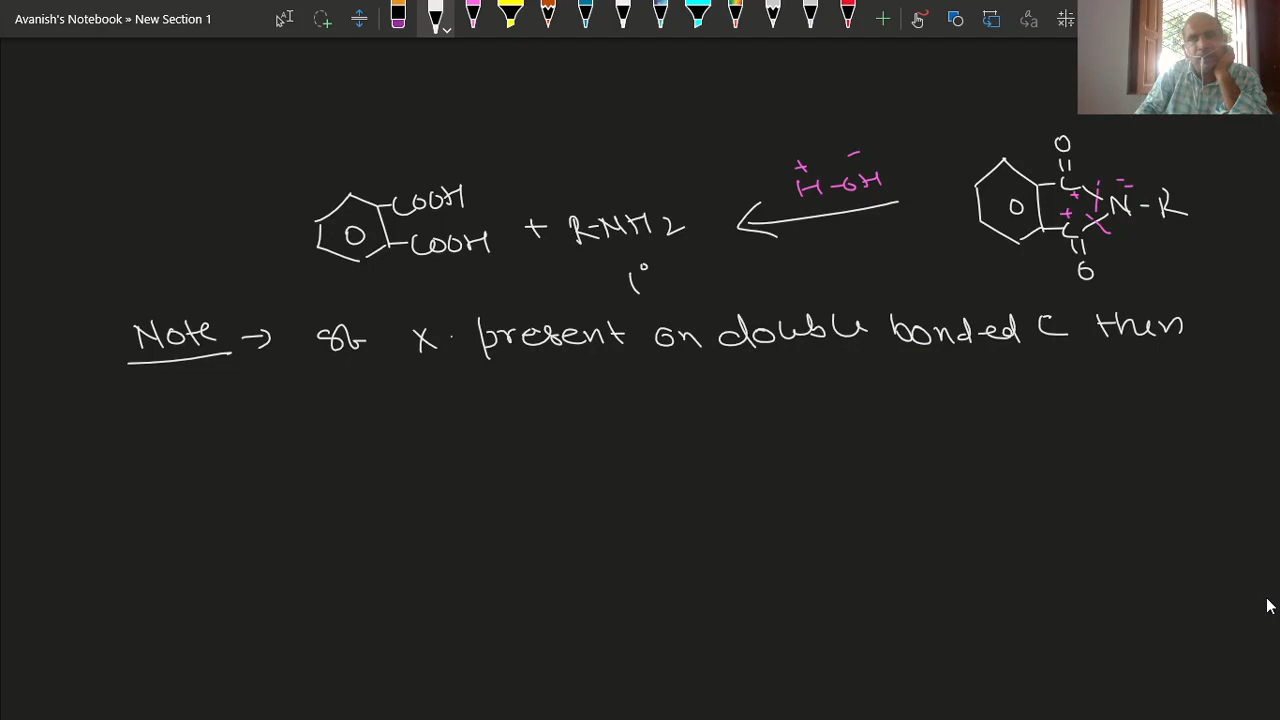 Avanish's Notebook » New Section 1
H-OH
+ -
O
C
N-R
C
O
+ +
COOH
COOH + R-NH2
1°
Note → If X. present on double bonded C then